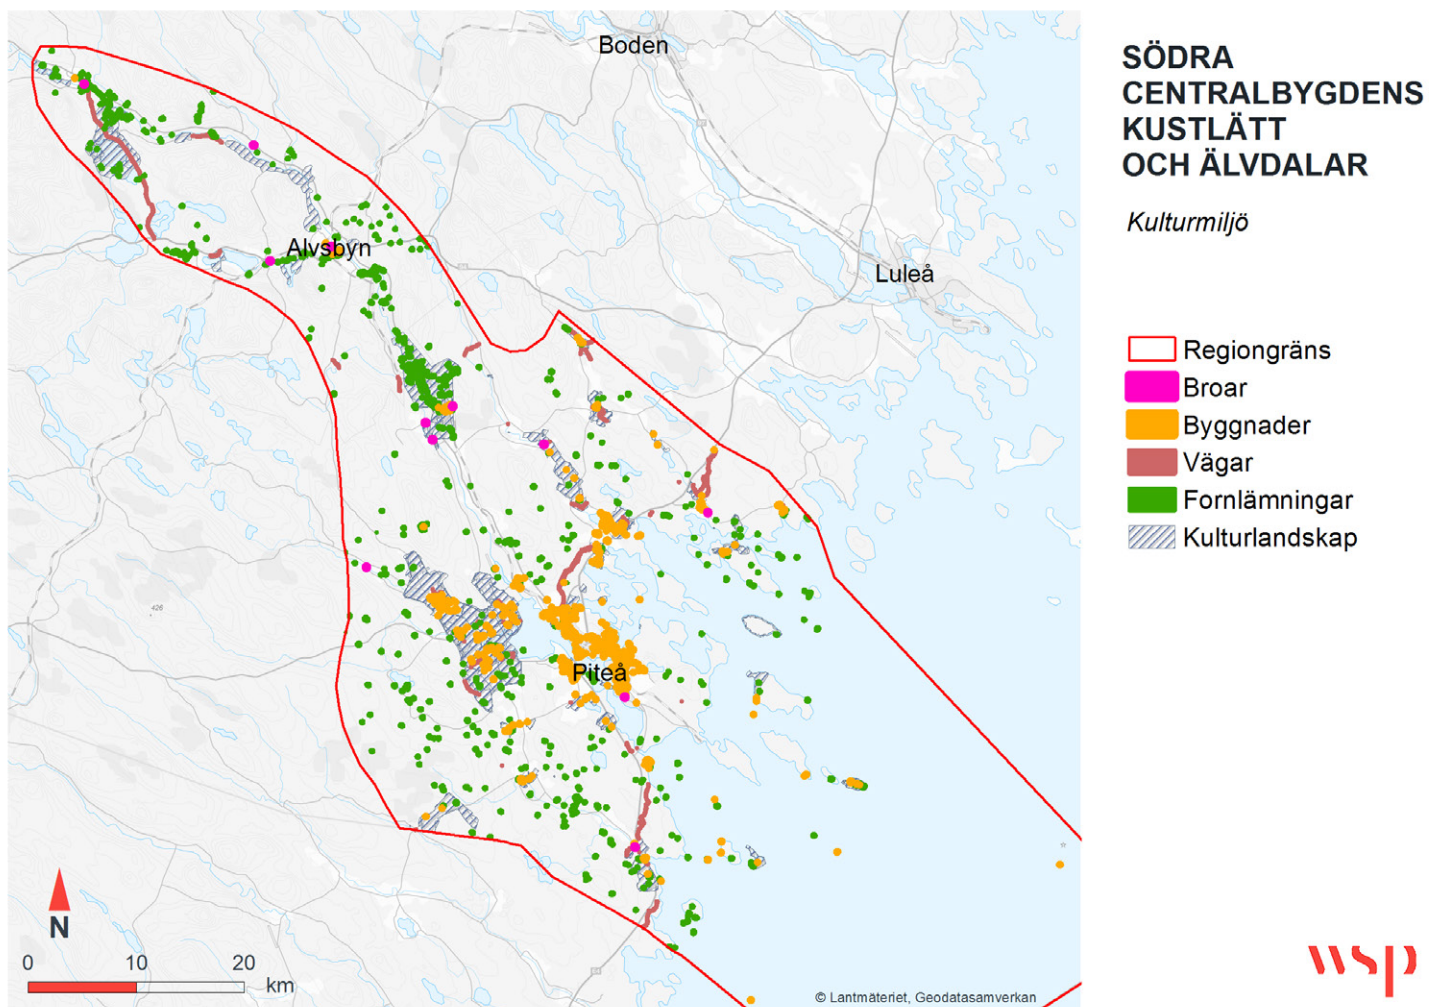 SÖDRA
CENTRALBYGDENS
KUSTLÄTT
OCH ÄLVDALAR
Kulturmiljö
Regiongräns
Broar
Byggnader
Vägar
Fornlämningar
Kulturlandskap
Boden
Luleå
Älvsbyn
Piteå
426
N
0 10 20
km
© Lantmäteriet, Geodatasamverkan
wsp